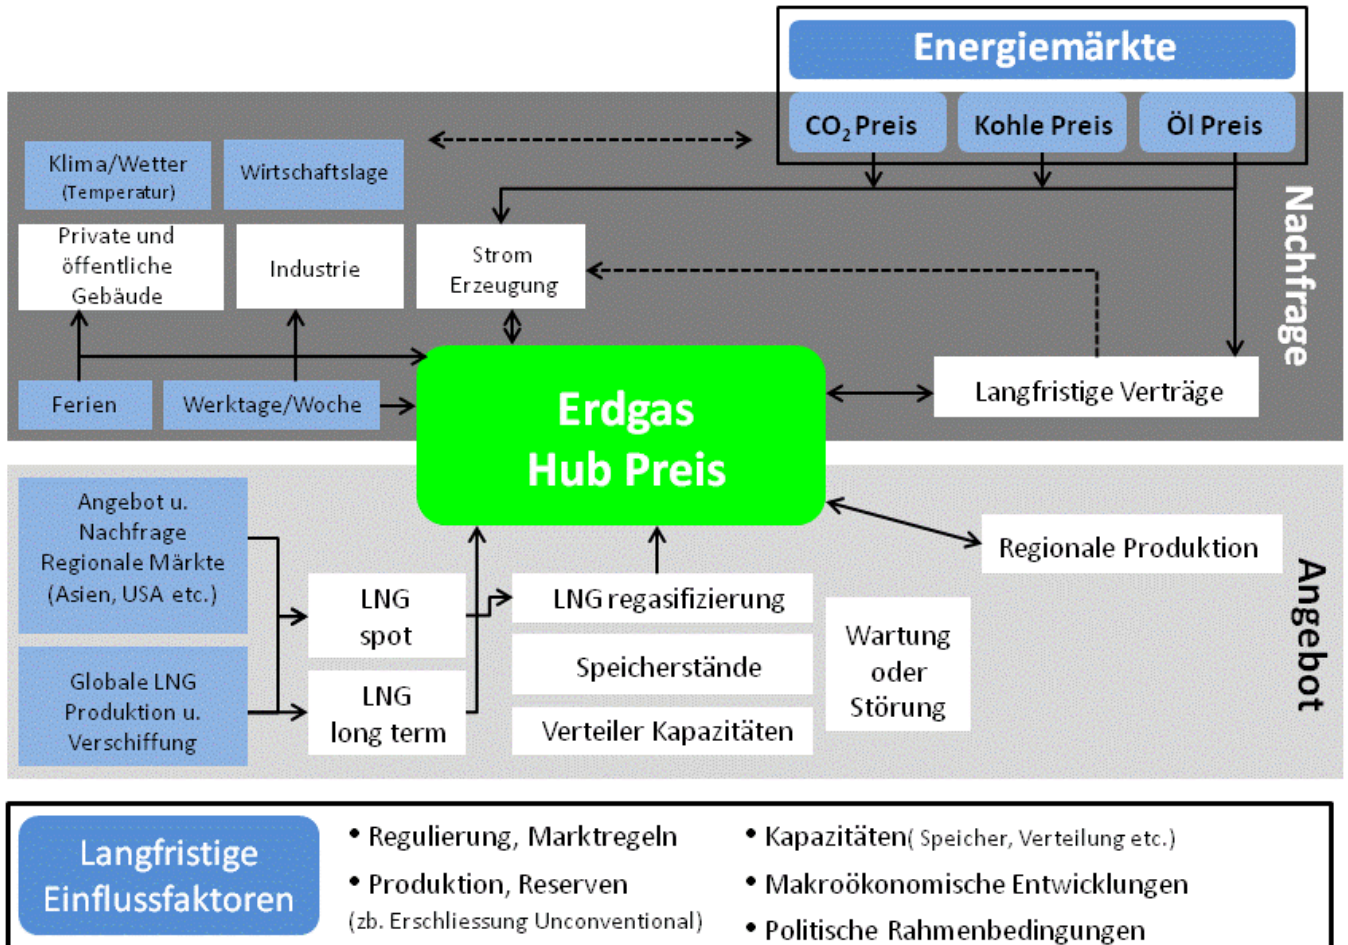 Energiemärkte
CO₂ Preis
Kohle Preis
Öl Preis
Klima/Wetter
(Temperatur)
Wirtschaftslage
Nachfrage
Private und
öffentliche
Gebäude
Industrie
Strom
Erzeugung
Ferien
Werktage/Woche
Erdgas
Hub Preis
Langfristige Verträge
Angebot u.
Nachfrage
Regionale Märkte
(Asien, USA etc.)
Globale LNG
Produktion u.
Verschiffung
LNG
spot
LNG
long term
LNG regasifizierung
Speicherstände
Verteiler Kapazitäten
Wartung
oder
Störung
Regionale Produktion
Angebot
Langfristige
Einflussfaktoren
• Regulierung, Marktregeln
• Produktion, Reserven
(zb. Erschliessung Unconventional)
• Kapazitäten( Speicher, Verteilung etc.)
• Makroökonomische Entwicklungen
• Politische Rahmenbedingungen